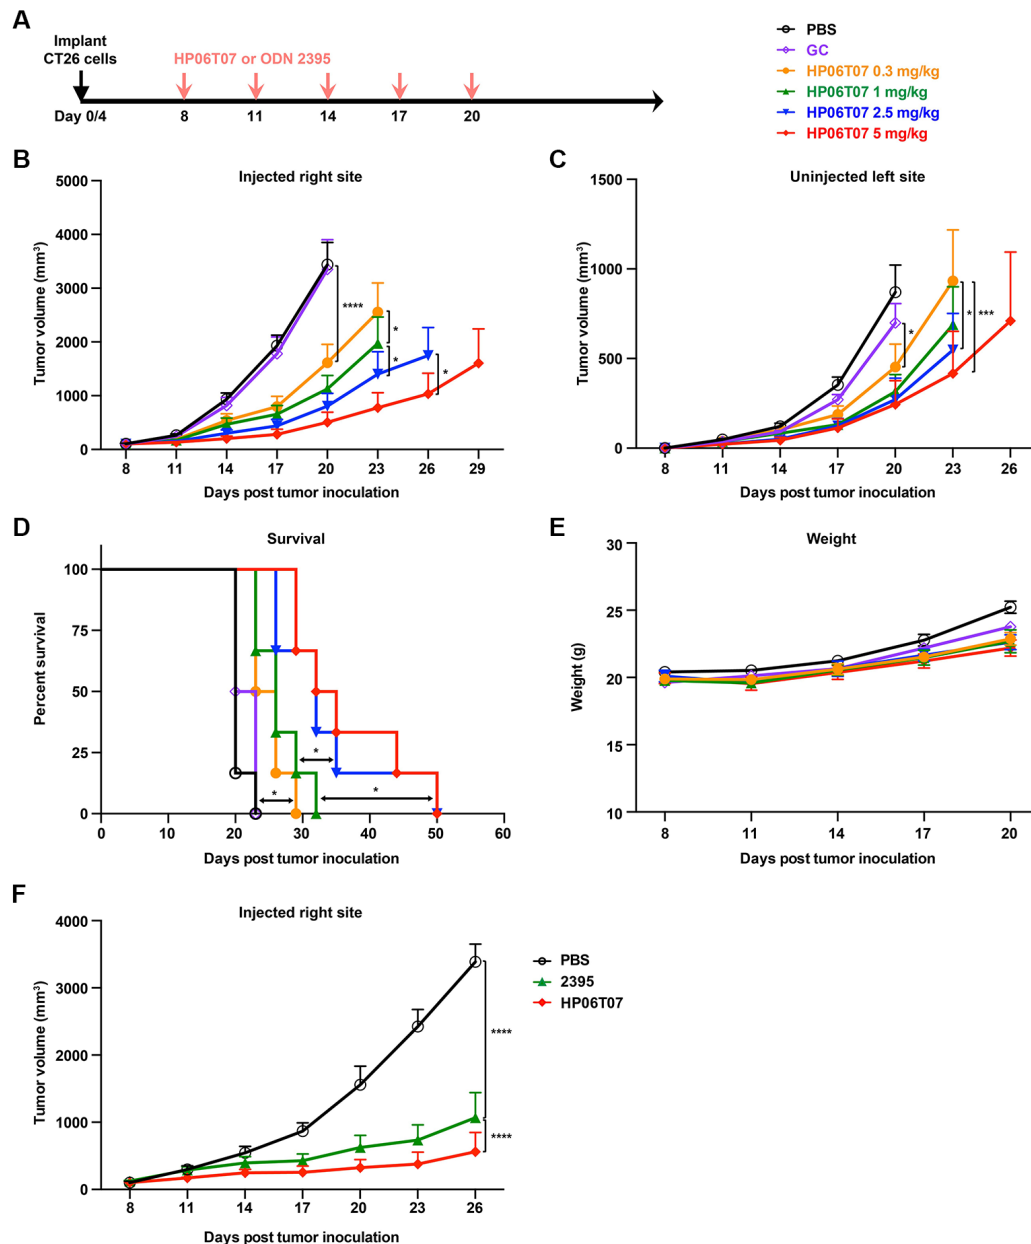 A
Implant
CT26 cells
HP06T07 or ODN 2395
Day 0/4
8
11
14
17
20
PBS
GC
HP06T07 0.3 mg/kg
HP06T07 1 mg/kg
HP06T07 2.5 mg/kg
HP06T07 5 mg/kg
B
Injected right site
Tumor volume (mm³)
5000
4000
3000
2000
1000
0
****
*
*
*
8
11
14
17
20
23
26
29
Days post tumor inoculation
C
Uninjected left site
Tumor volume (mm³)
1500
1000
500
0
*
*
***
8
11
14
17
20
23
26
Days post tumor inoculation
D
Survival
Percent survival
100
75
50
25
0
*
*
*
0
10
20
30
40
50
60
Days post tumor inoculation
E
Weight
Weight (g)
30
25
20
15
10
8
11
14
17
20
Days post tumor inoculation
F
Injected right site
Tumor volume (mm³)
4000
3000
2000
1000
0
****
****
8
11
14
17
20
23
26
Days post tumor inoculation
PBS
2395
HP06T07